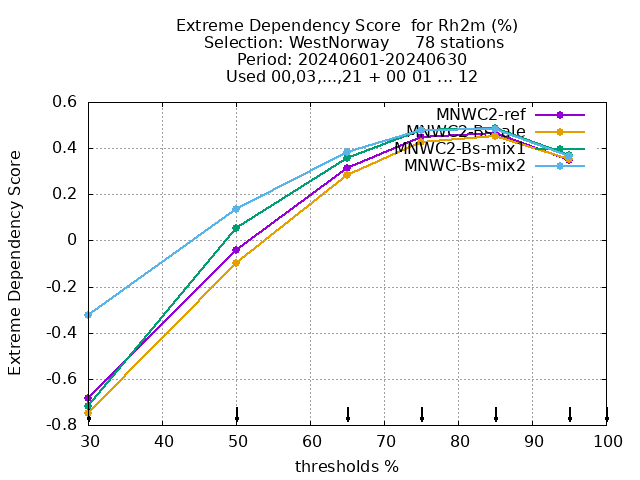 Extreme Dependency Score  for Rh2m (%)
Selection: WestNorway     78 stations
Period: 20240601-20240630
Used 00,03,...,21 + 00 01 ... 12
Extreme Dependency Score
0.6
0.4
0.2
0
-0.2
-0.4
-0.6
-0.8
MNWC2-ref
MNWC2-Bs-mix1
MNWC-Bs-mix2
30 40 50 60 70 80 90 100
thresholds %